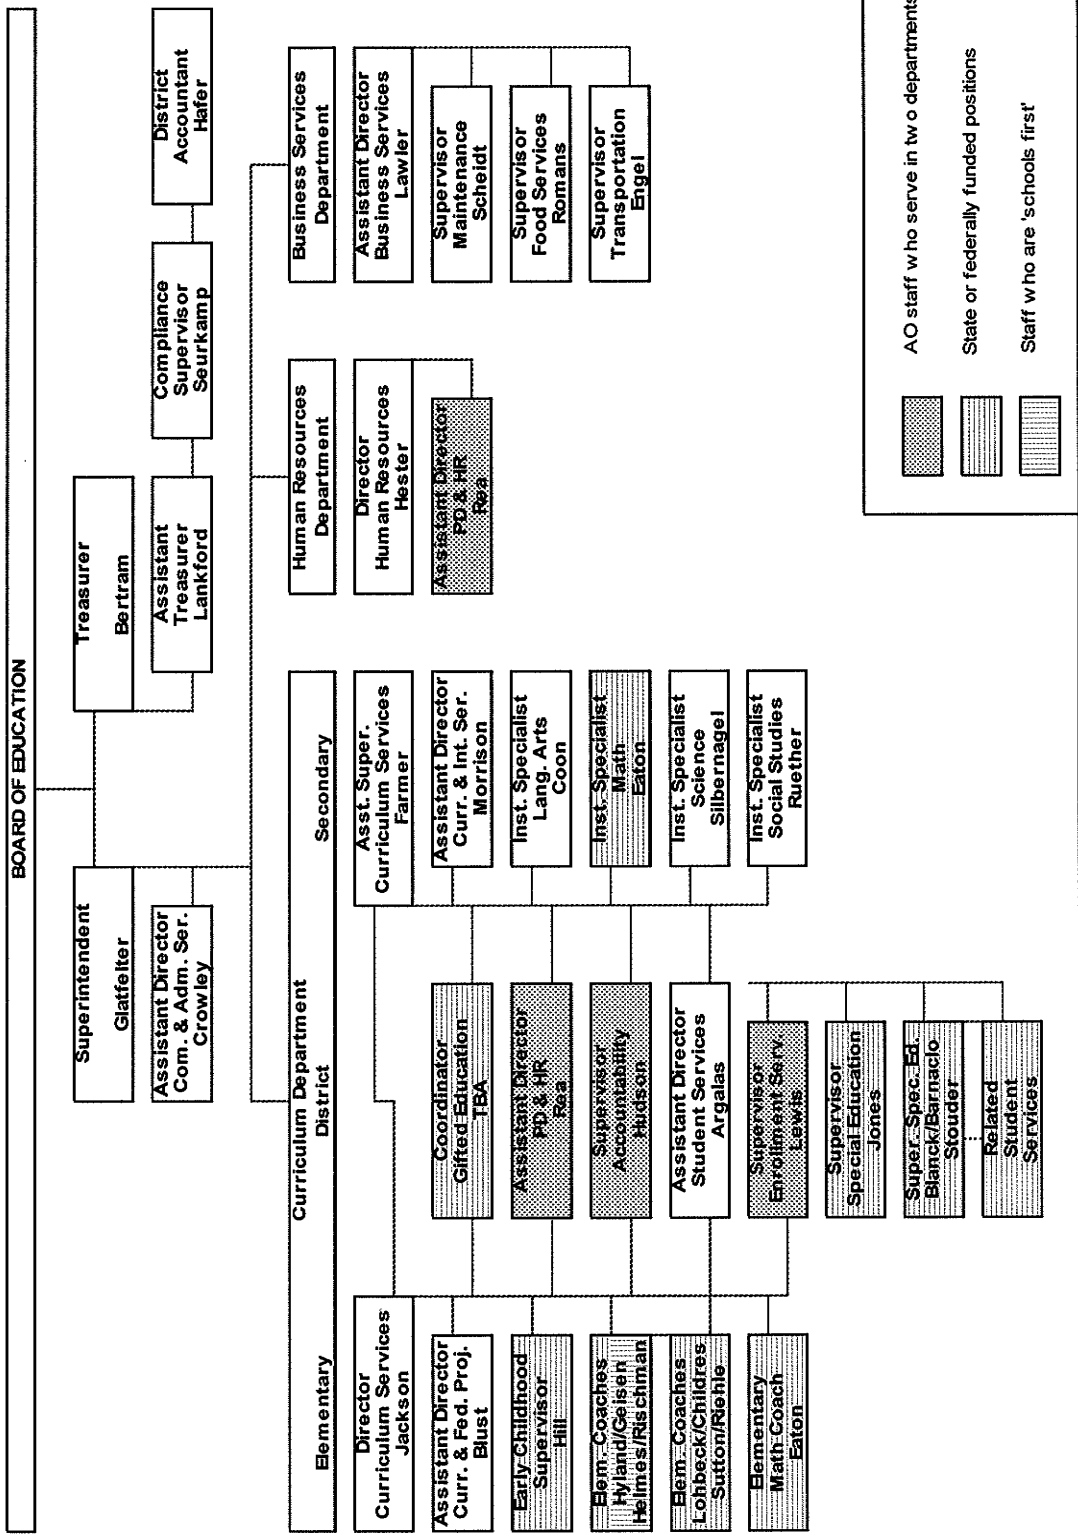 BOARD OF EDUCATION
Superintendent
Glatfelter
Treasurer
Bertram
Assistant Director
Com. & Adm. Ser.
Crowley
Assistant
Treasurer
Lankford
Compliance
Supervisor
Seurkamp
District
Accountant
Hafer
Curriculum Department
Elementary
District
Secondary
Human Resources
Department
Business Services
Department
Director
Curriculum Services
Jackson
Asst. Super.
Curriculum Services
Farmer
Director
Human Resources
Hester
Assistant Director
Business Services
Lawler
Assistant Director
Curr. & Fed. Proj.
Blust
Coordinator
Gifted Education
TBA
Assistant Director
Curr. & Int. Ser.
Morrison
Assistant Director
PD & HR
Rea
Supervisor
Maintenance
Scheidt
Early Childhood
Supervisor
Hill
Assistant Director
PD & HR
Rea
Inst. Specialist
Lang. Arts
Coon
Supervisor
Food Services
Romans
Elem. Coaches
Hyland/Geisen
Helmes/Rischman
Supervisor
Accountability
Hudson
Inst. Specialist
Math
Eaton
Supervisor
Transportation
Engel
Elem. Coaches
Lohbeck/Childres
Sutton/Riehle
Assistant Director
Student Services
Argalas
Inst. Specialist
Science
Silbernagel
Elementary
Math Coach
Eaton
Supervisor
Enrollment Serv.
Lewis
Inst. Specialist
Social Studies
Ruether
Supervisor
Special Education
Jones
Super. Spec. Ed.
Blanck/Barnaclo
Stouder
Related
Student
Services
AO staff who serve in two departments
State or federally funded positions
Staff who are 'schools first'